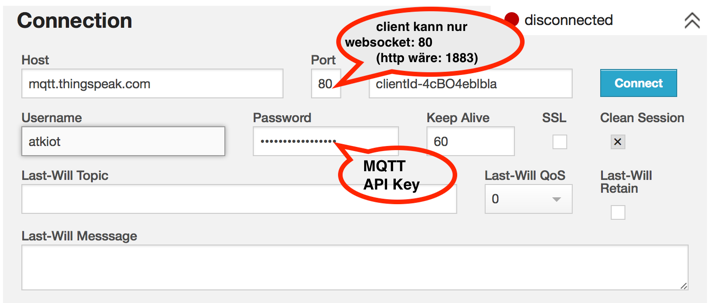 Connection
client kann nur
websocket: 80
(http wäre: 1883)
disconnected
Host
Port
mqtt.thingspeak.com
80
clientId-4cBO4ebIbla
Connect
Username
Password
Keep Alive
SSL
Clean Session
atkiot
60
MQTT
API Key
Last-Will Topic
Last-Will QoS
Last-Will
Retain
0
Last-Will Messsage